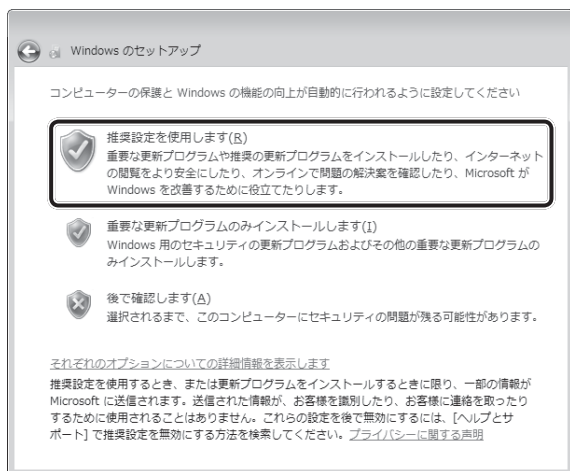 Windows のセットアップ
コンピューターの保護と Windows の機能の向上が自動的に行われるように設定してください
推奨設定を使用します(R)
重要な更新プログラムや推奨の更新プログラムをインストールしたり、インターネット
の閲覧をより安全にしたり、オンラインで問題の解決案を確認したり、Microsoft が
Windows を改善するために役立てたりします。
重要な更新プログラムのみインストールします(I)
Windows 用のセキュリティの更新プログラムおよびその他の重要な更新プログラムの
みインストールします。
後で確認します(A)
選択されるまで、このコンピューターにセキュリティの問題が残る可能性があります。
それぞれのオプションについての詳細情報を表示します
推奨設定を使用するとき、または更新プログラムをインストールするときに限り、一部の情報が
Microsoft に送信されます。送信された情報が、お客様を識別したり、お客様に連絡を取ったり
するために使用されることはありません。これらの設定を後で無効にするには、[ヘルプとサ
ポート] で推奨設定を無効にする方法を検索してください。プライバシーに関する声明